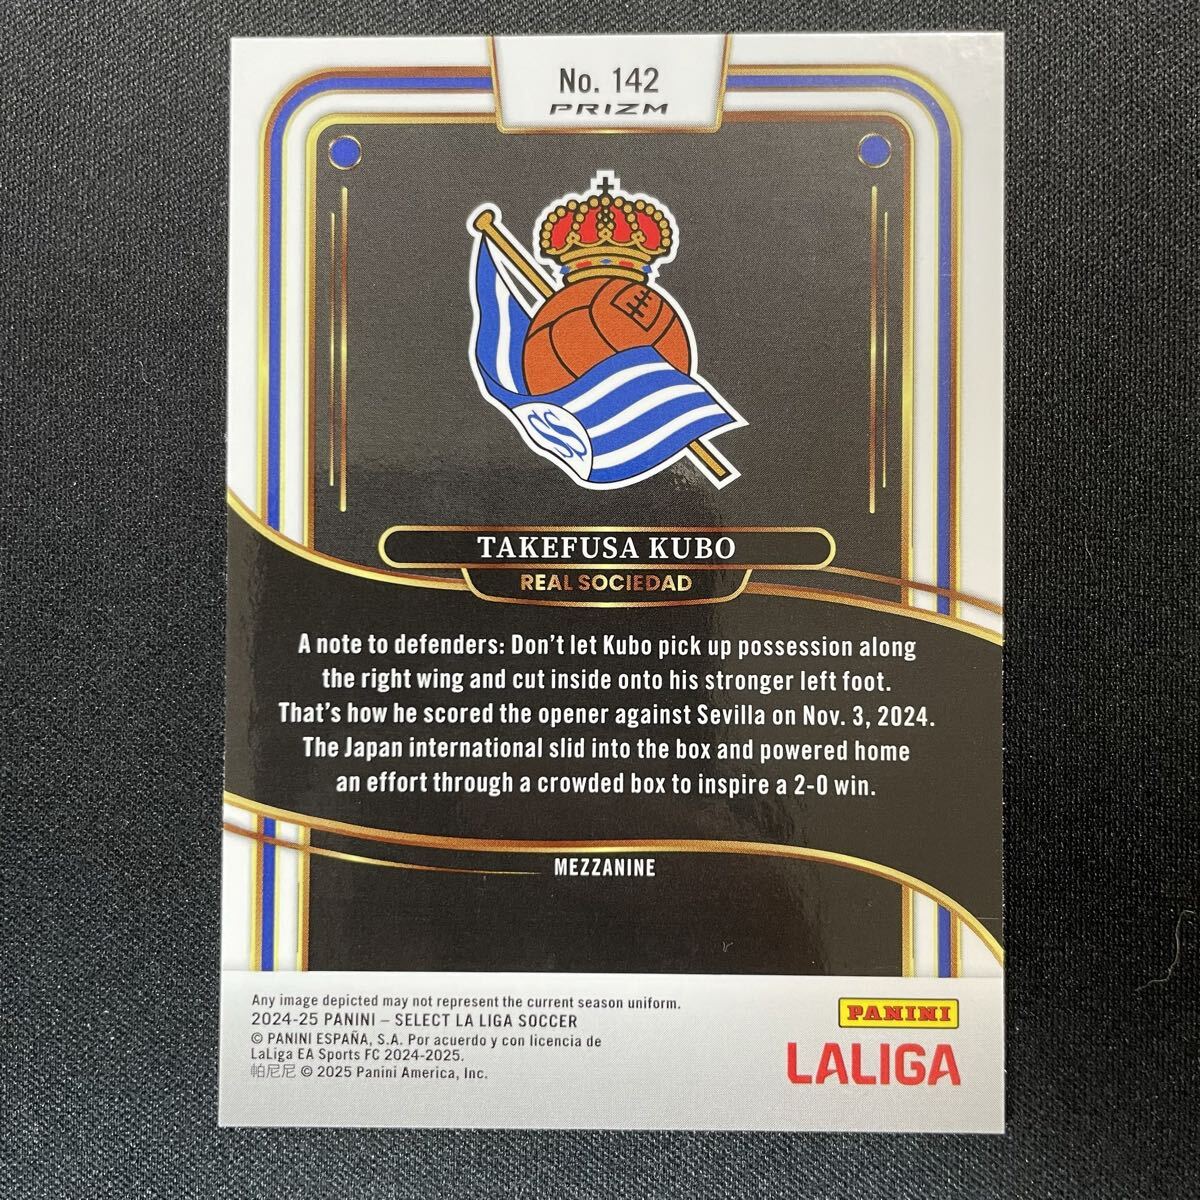 No. 142
PRIZM
TAKEFUSA KUBO
REAL SOCIEDAD
A note to defenders: Don't let Kubo pick up possession along
the right wing and cut inside onto his stronger left foot.
That's how he scored the opener against Sevilla on Nov. 3, 2024.
The Japan international slid into the box and powered home
an effort through a crowded box to inspire a 2-0 win.
MEZZANINE
Any image depicted may not represent the current season uniform.
2024-25 PANINI – SELECT LA LIGA SOCCER
© PANINI ESPAÑA, S.A. Por acuerdo y con licencia de
LaLiga EA Sports FC 2024-2025.
帕尼尼 © 2025 Panini America, Inc.
PANINI
LALIGA